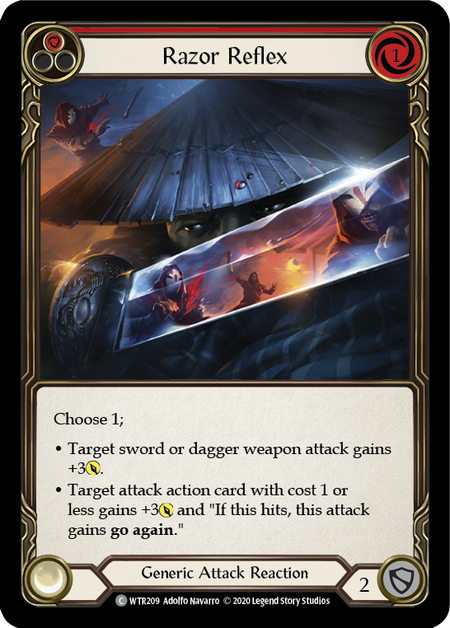 Razor Reflex
1
Choose 1;
• Target sword or dagger weapon attack gains
+3.
• Target attack action card with cost 1 or
less gains +3 and "If this hits, this attack
gains go again."
Generic Attack Reaction
2
C WTR209 Adolfo Navarro © 2020 Legend Story Studios